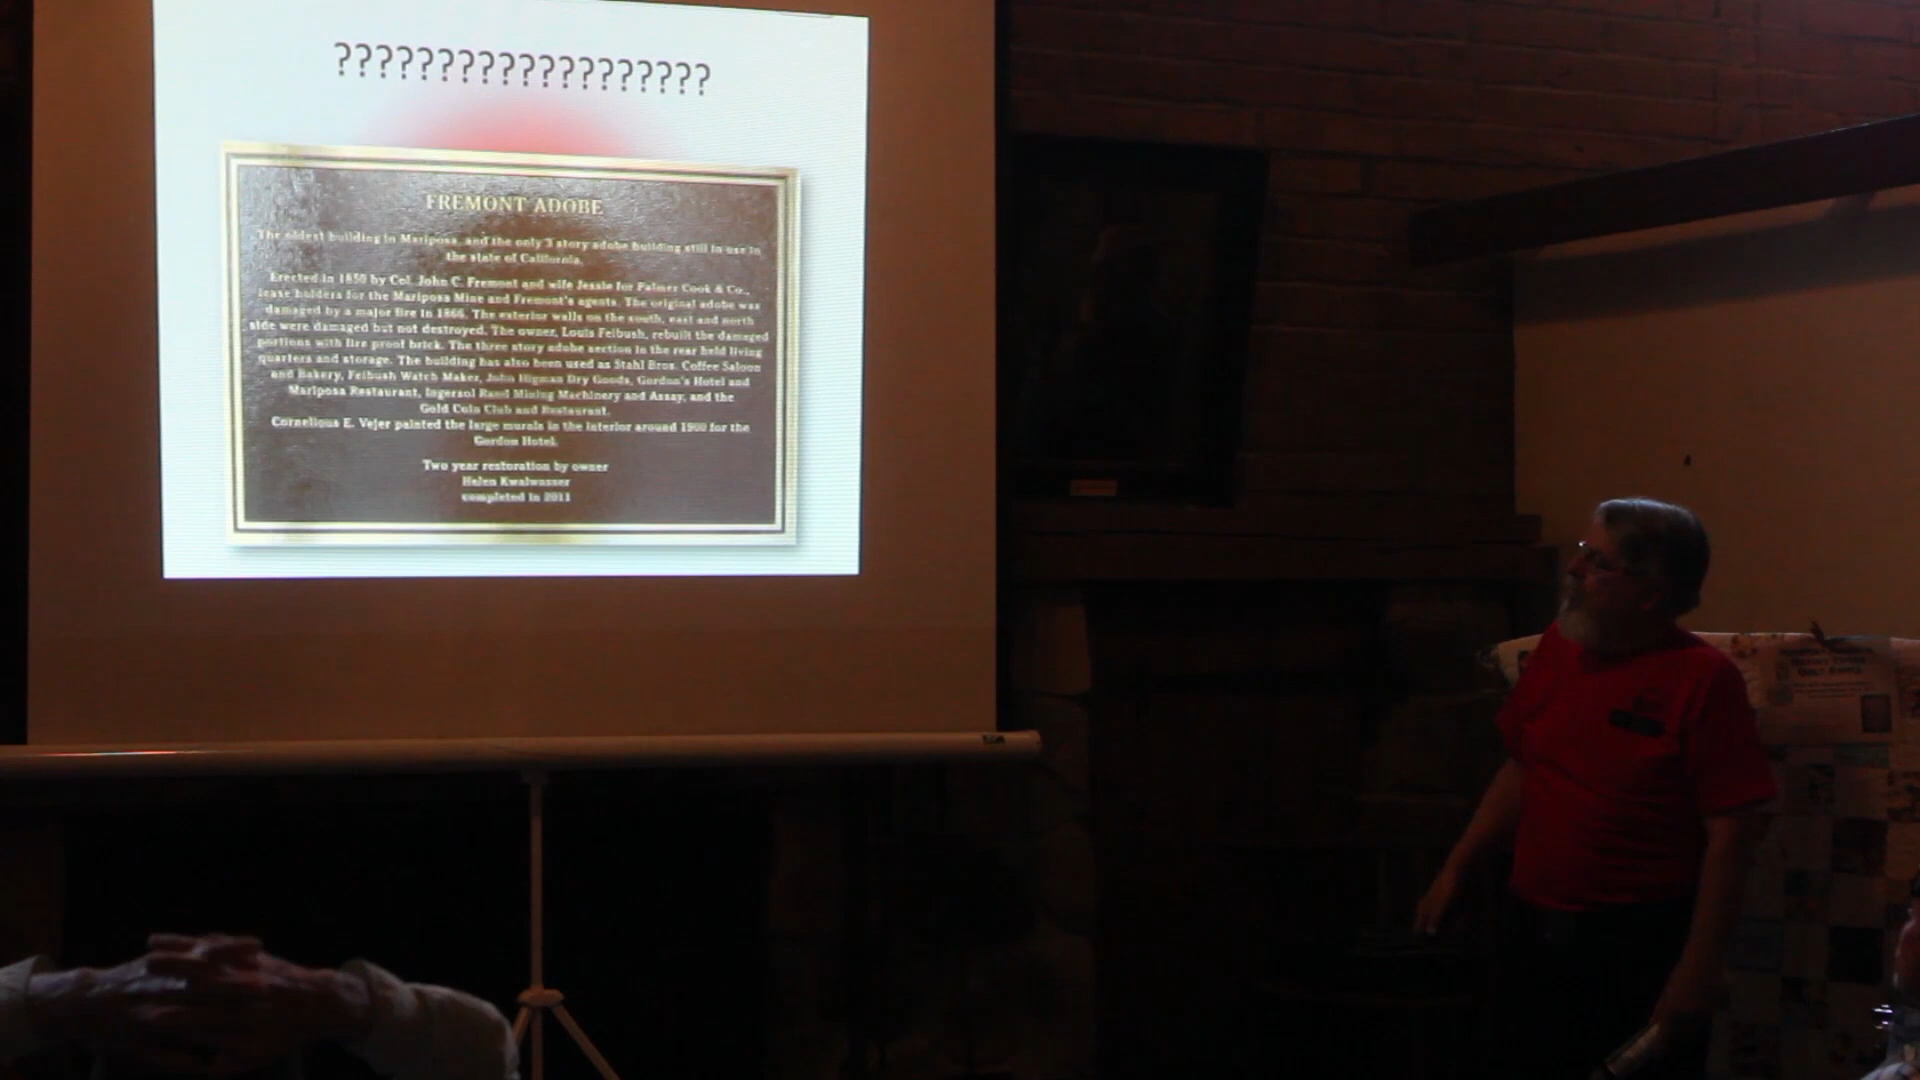 ???????????????????
FREMONT ADOBE
The oldest building in Mariposa, and the only 3 story adobe building still in use in
the state of California.
Erected in 1850 by Col. John C. Fremont and wife Jessie for Palmer Cook & Co.,
lease holders for the Mariposa Mine and Fremont's agents. The original adobe was
damaged by a major fire in 1866. The exterior walls on the south, east and north
side were damaged but not destroyed. The owner, Louis Felbush, rebuilt the damaged
portions with fire proof brick. The three story adobe section in the rear held living
quarters and storage. The building has also been used as Stahl Bros. Coffee Saloon
and Bakery, Felbush Watch Maker, John Higman Dry Goods, Gordon's Hotel and
Mariposa Restaurant, Ingersol Rand Mining Machinery and Assay, and the
Gold Coin Club and Restaurant.
Cornelious E. Vejer painted the large murals in the interior around 1900 for the
Gordon Hotel.
Two year restoration by owner
Helen Kwalwasser
completed in 2011